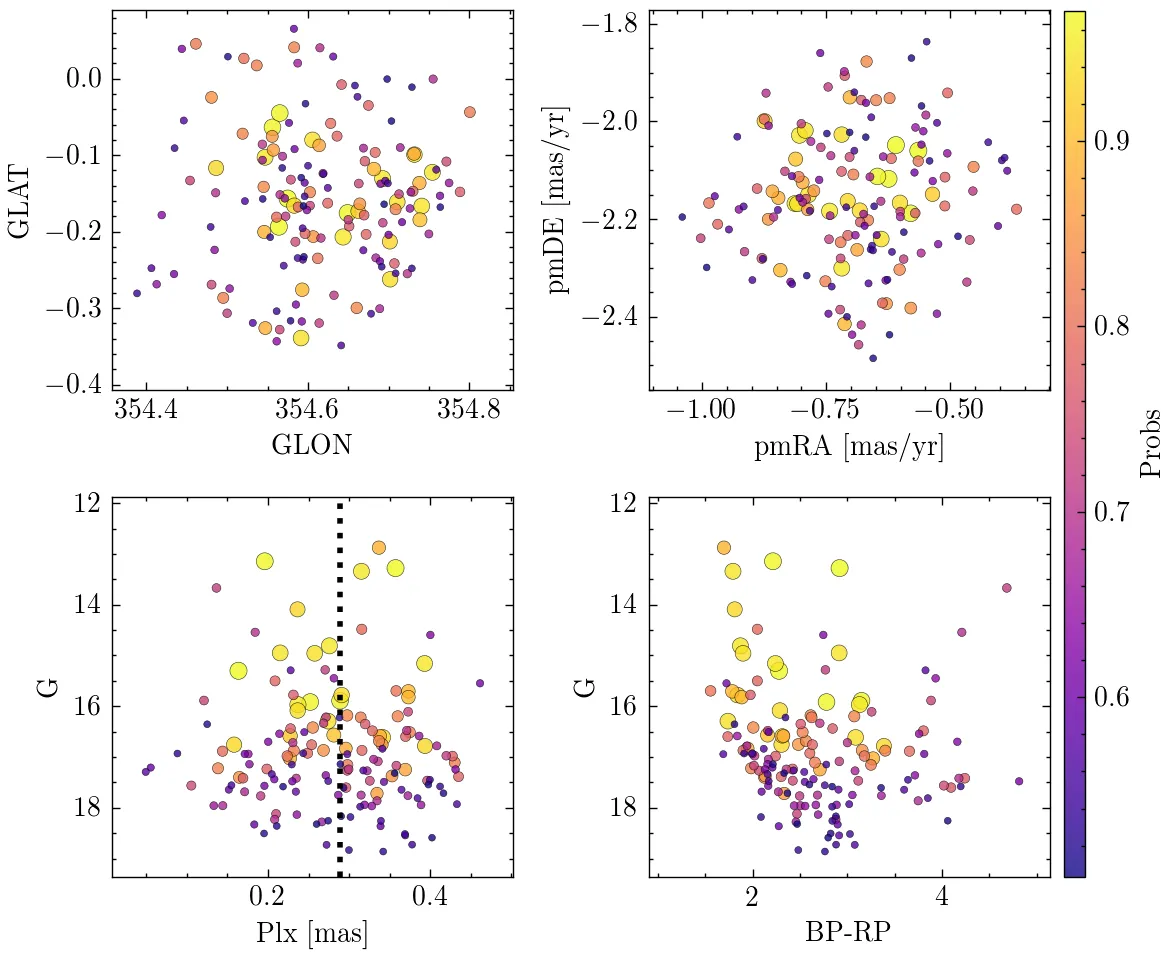 0.0
−0.1
−0.2
−0.3
−0.4
GLAT
354.4 354.6 354.8
GLON
−1.8
−2.0
−2.2
−2.4
pmDE [mas/yr]
−1.00 −0.75 −0.50
pmRA [mas/yr]
0.9
0.8
0.7
0.6
Probs
12
14
16
18
G
0.2 0.4
Plx [mas]
12
14
16
18
G
2 4
BP-RP